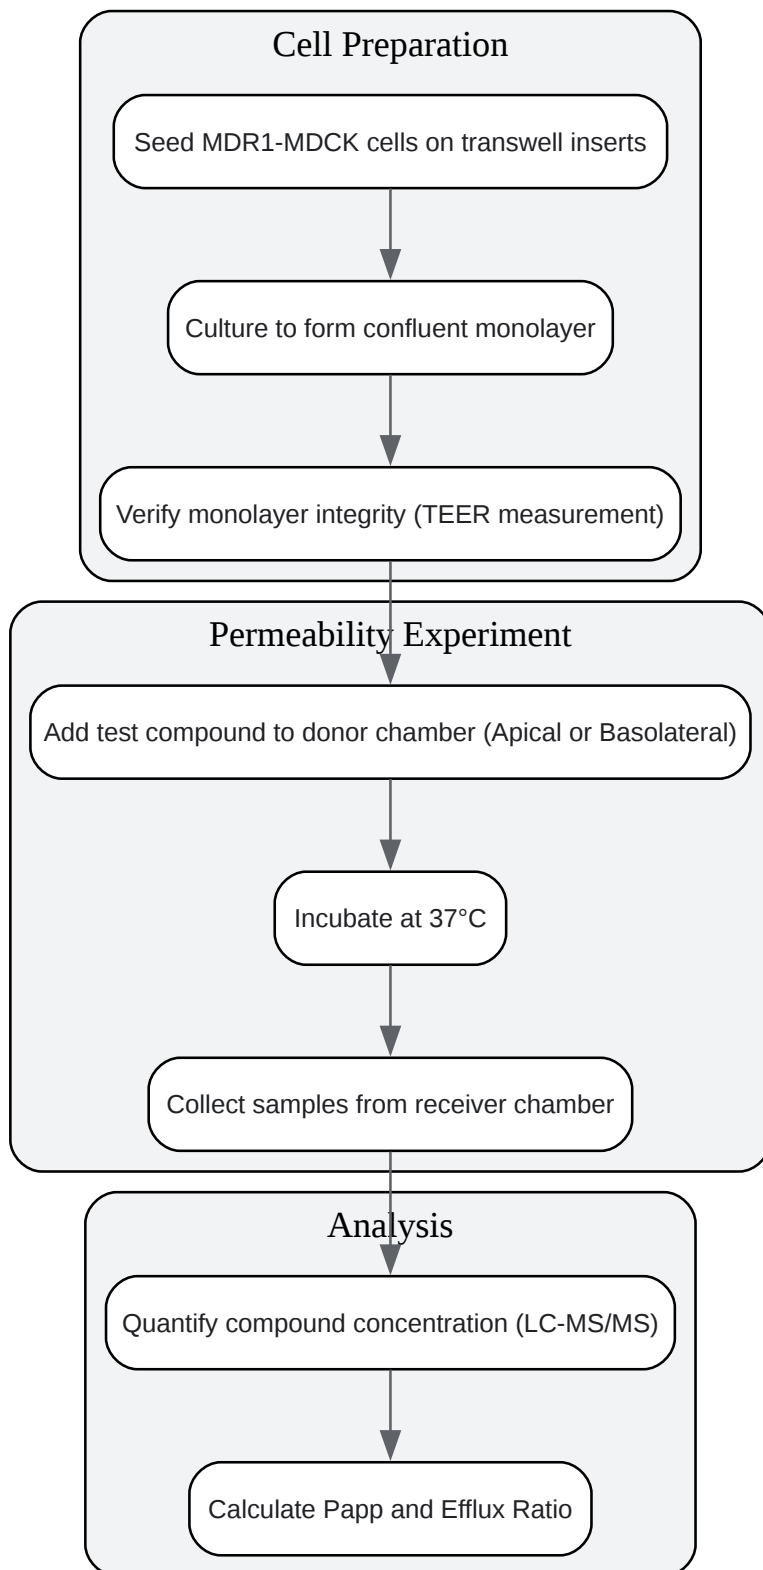 Cell Preparation
Seed MDR1-MDCK cells on transwell inserts
Culture to form confluent monolayer
Verify monolayer integrity (TEER measurement)
Permeability Experiment
Add test compound to donor chamber (Apical or Basolateral)
Incubate at 37°C
Collect samples from receiver chamber
Analysis
Quantify compound concentration (LC-MS/MS)
Calculate Papp and Efflux Ratio